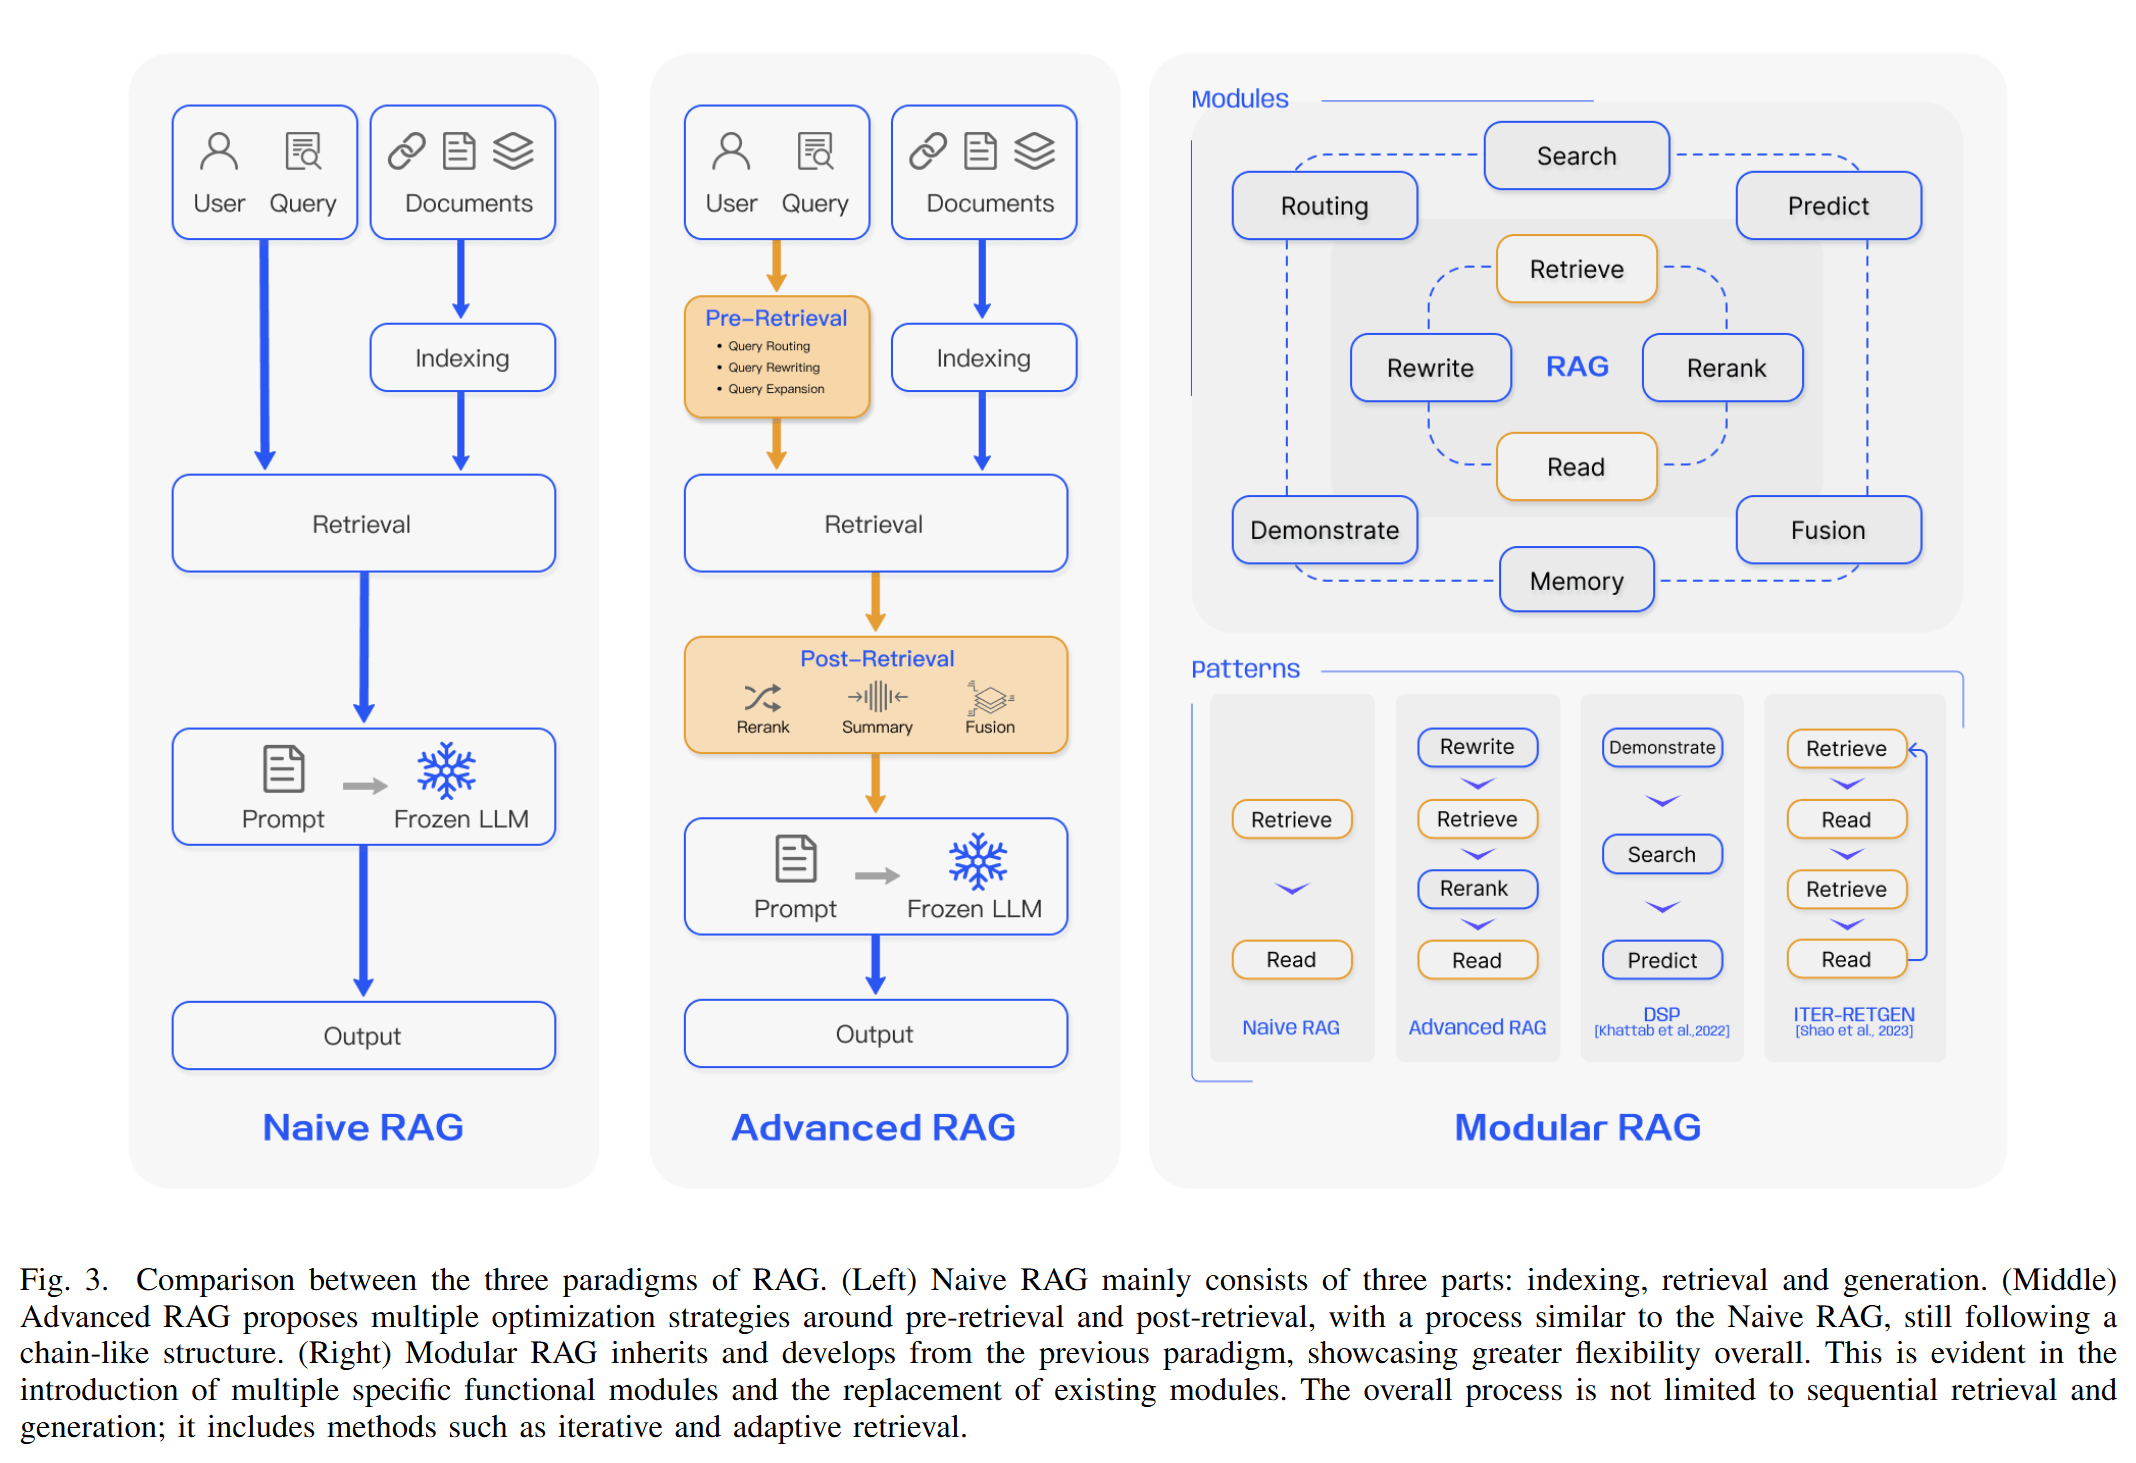 User Query
Documents
Indexing
Retrieval
Prompt
Frozen LLM
Output
Naive RAG
User Query
Documents
Pre-Retrieval
• Query Routing
• Query Rewriting
• Query Expansion
Indexing
Retrieval
Post-Retrieval
Rerank
Summary
Fusion
Prompt
Frozen LLM
Output
Advanced RAG
Modules
Search
Routing
Predict
Retrieve
Rewrite
RAG
Rerank
Read
Demonstrate
Fusion
Memory
Patterns
Retrieve
Read
Naive RAG
Rewrite
Retrieve
Rerank
Read
Advanced RAG
Demonstrate
Search
Predict
DSP
[Khattab et al.,2022]
Retrieve
Read
Retrieve
Read
ITER-RETGEN
[Shao et al., 2023]
Modular RAG
Fig. 3. Comparison between the three paradigms of RAG. (Left) Naive RAG mainly consists of three parts: indexing, retrieval and generation. (Middle)
Advanced RAG proposes multiple optimization strategies around pre-retrieval and post-retrieval, with a process similar to the Naive RAG, still following a
chain-like structure. (Right) Modular RAG inherits and develops from the previous paradigm, showcasing greater flexibility overall. This is evident in the
introduction of multiple specific functional modules and the replacement of existing modules. The overall process is not limited to sequential retrieval and
generation; it includes methods such as iterative and adaptive retrieval.